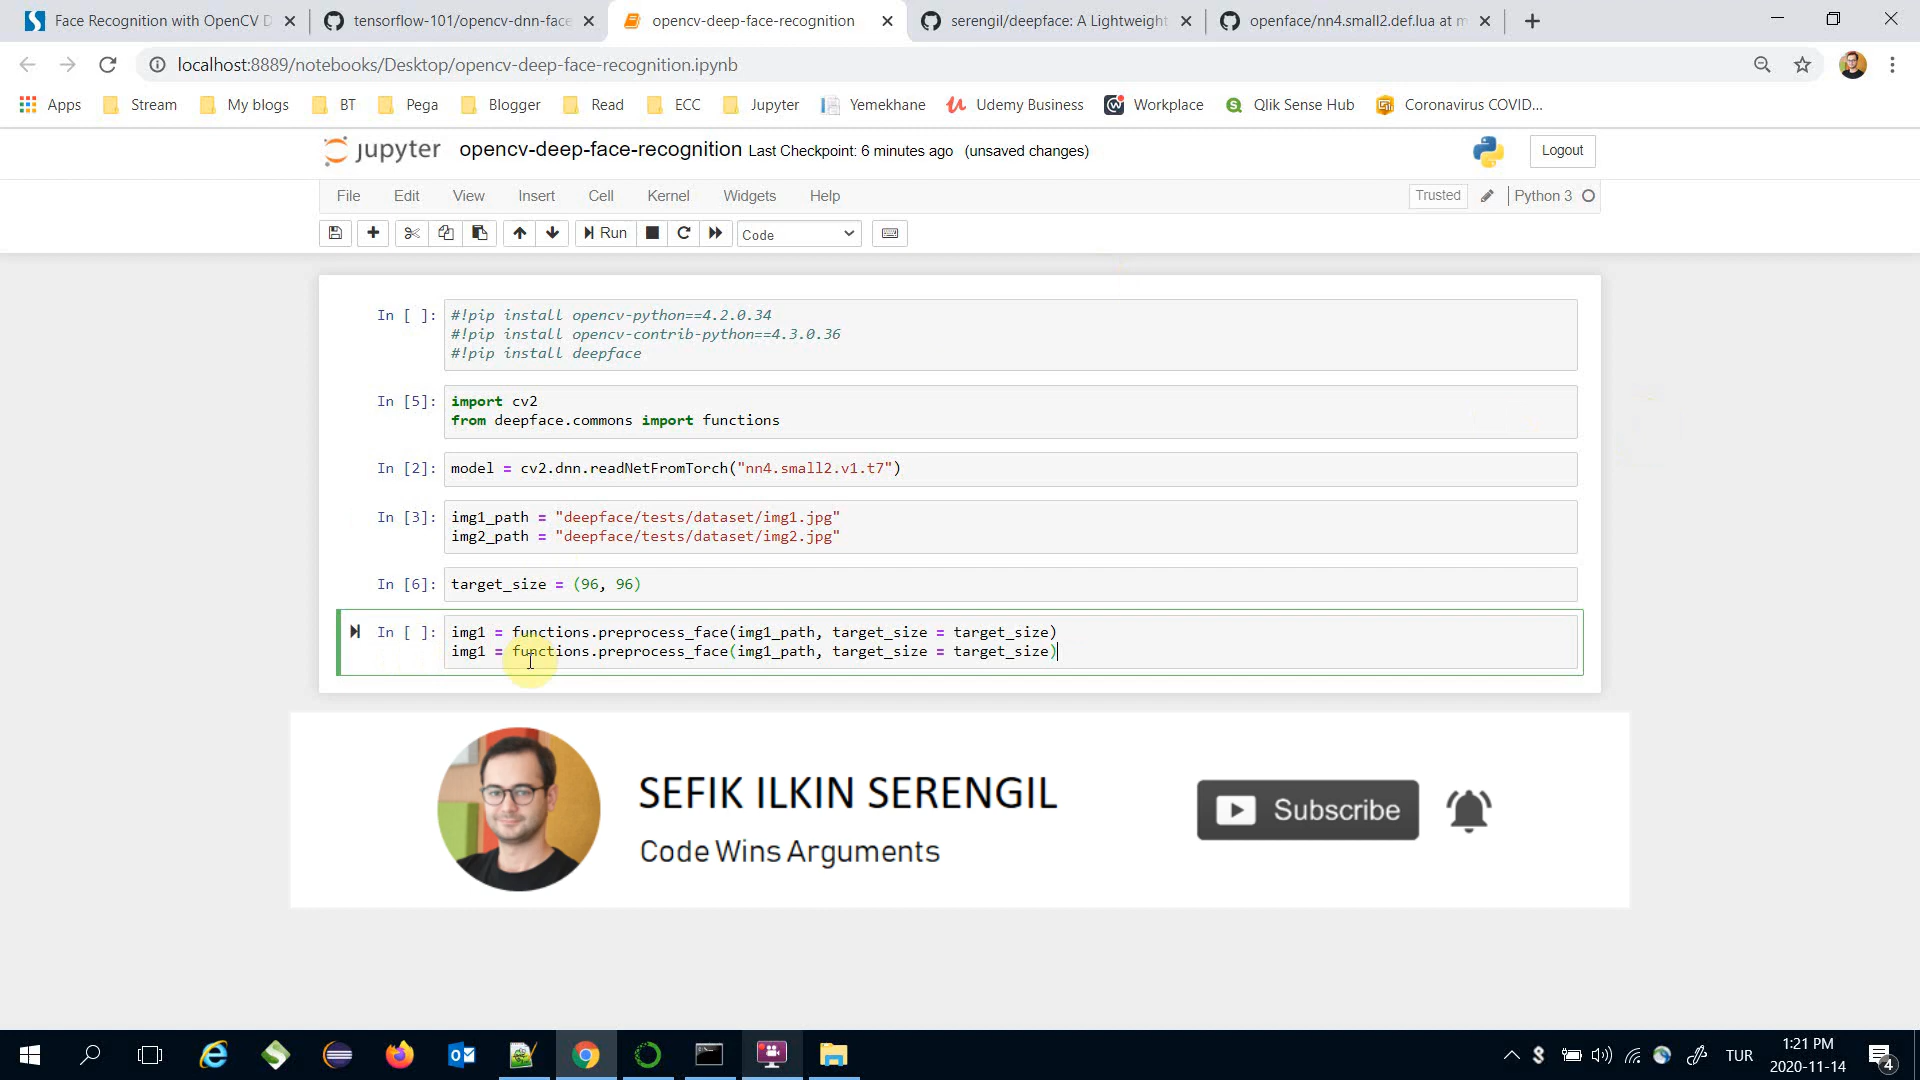 Face Recognition with OpenCV D
tensorflow-101/opencv-dnn-face
opencv-deep-face-recognition
serengil/deepface: A Lightweight
openface/nn4.small2.def.lua at m
localhost:8889/notebooks/Desktop/opencv-deep-face-recognition.ipynb
Apps Stream My blogs BT Pega Blogger Read ECC Jupyter Yemekhane Udemy Business Workplace Qlik Sense Hub Coronavirus COVID...
jupyter opencv-deep-face-recognition Last Checkpoint: 6 minutes ago (unsaved changes) Logout
File Edit View Insert Cell Kernel Widgets Help Trusted Python 3
Run Code
In [ ]: #!pip install opencv-python==4.2.0.34
#!pip install opencv-contrib-python==4.3.0.36
#!pip install deepface
In [5]: import cv2
from deepface.commons import functions
In [2]: model = cv2.dnn.readNetFromTorch("nn4.small2.v1.t7")
In [3]: img1_path = "deepface/tests/dataset/img1.jpg"
img2_path = "deepface/tests/dataset/img2.jpg"
In [6]: target_size = (96, 96)
In [ ]: img1 = functions.preprocess_face(img1_path, target_size = target_size)
img1 = functions.preprocess_face(img1_path, target_size = target_size)
SEFIK ILKIN SERENGIL
Code Wins Arguments
Subscribe
TUR
1:21 PM
2020-11-14
4